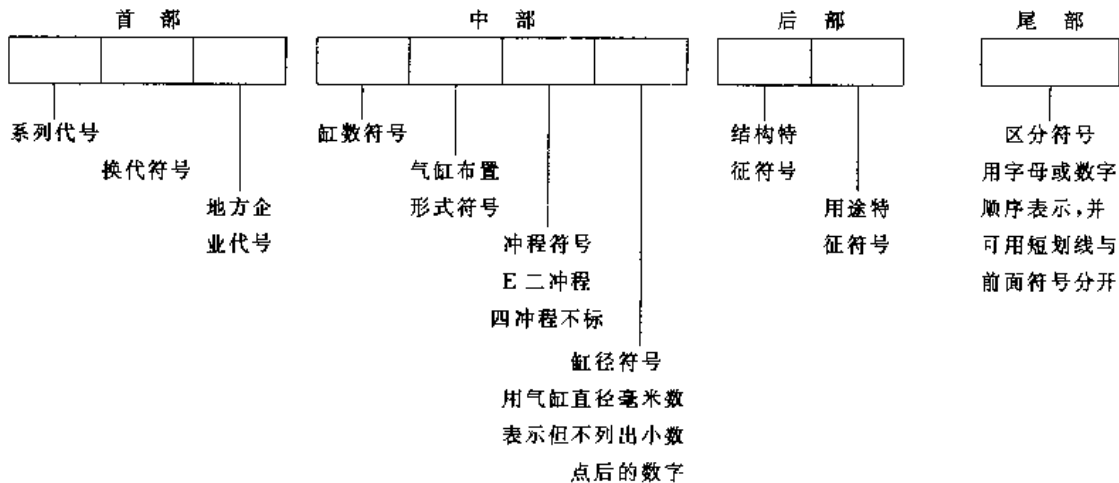 首部
中部
后部
尾部
系列代号
换代符号
地方企
业代号
缸数符号
气缸布置
形式符号
冲程符号
E 二冲程
四冲程不标
缸径符号
用气缸直径毫米数
表示但不列出小数
点后的数字
结构特
征符号
用途特
征符号
区分符号
用字母或数字
顺序表示,并
可用短划线与
前面符号分开